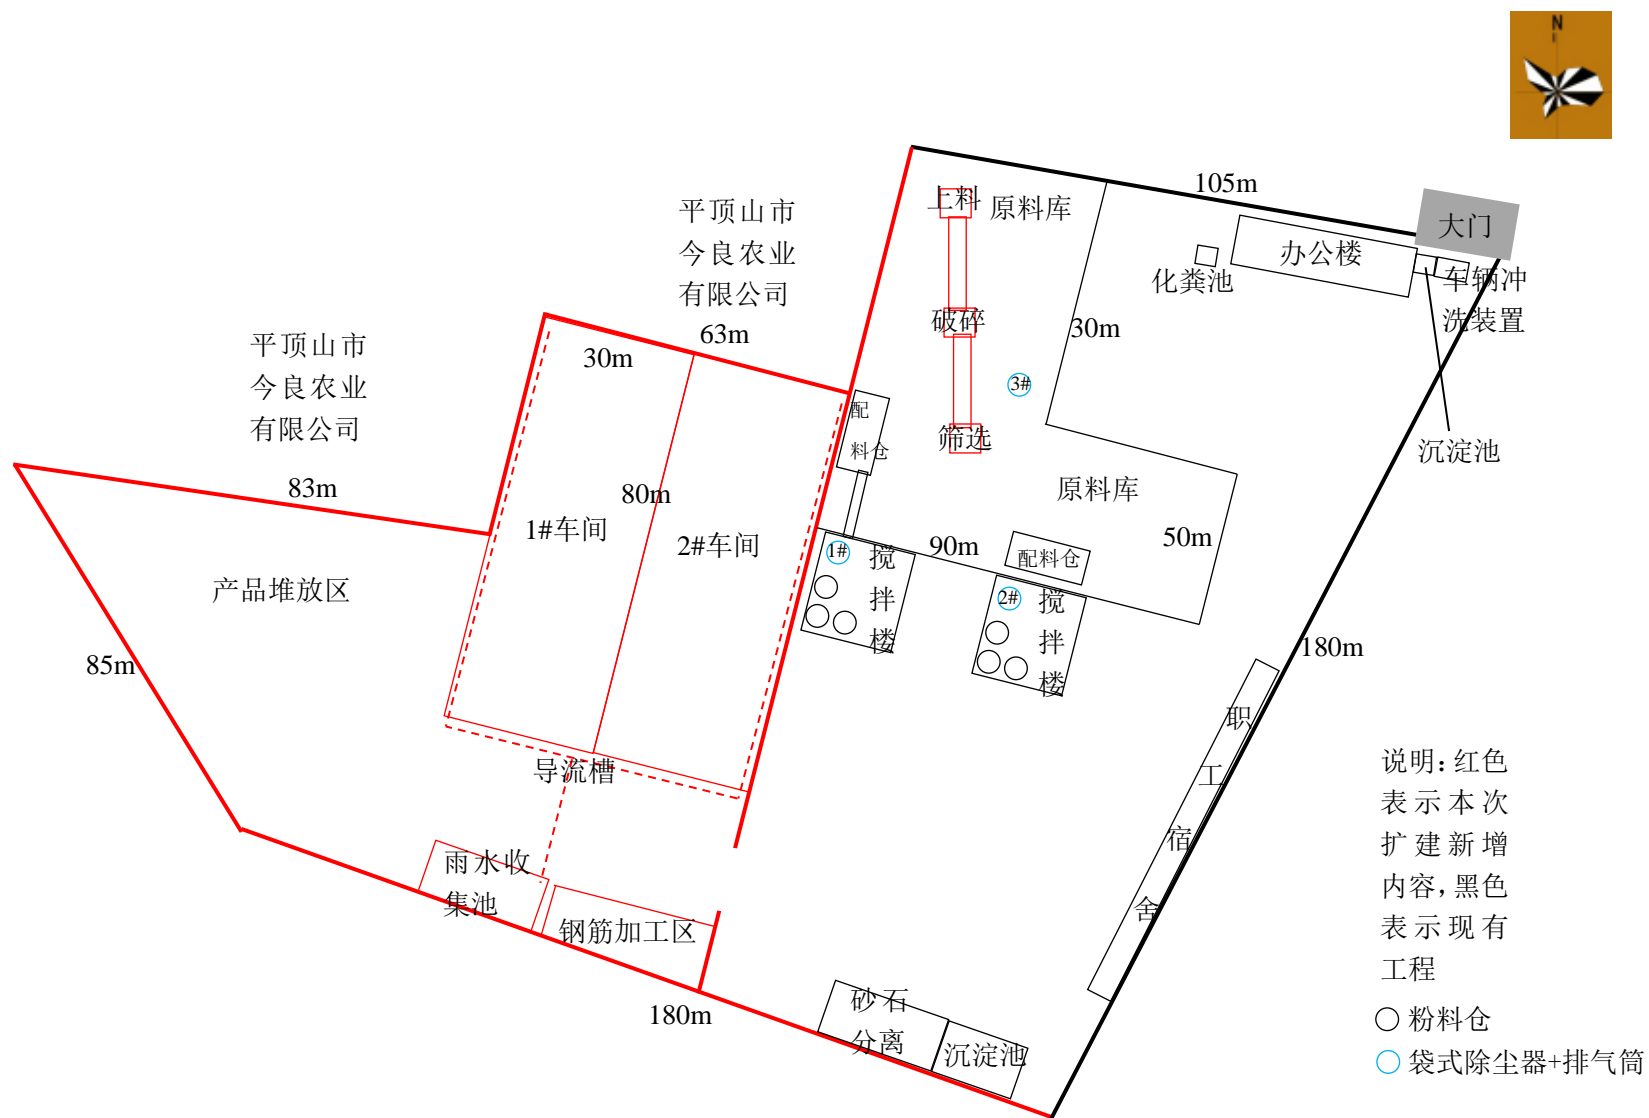 N
105m
大门
上料
原料库
平顶山市
今良农业
有限公司
办公楼
化粪池
车辆冲
洗装置
破碎
30m
63m
平顶山市
今良农业
有限公司
30m
3#
配
料仓
筛选
沉淀池
83m
80m
原料库
1#车间
2#车间
50m
90m
1#
搅
拌
楼
配料仓
2#
搅
拌
楼
产品堆放区
85m
180m
职
工
宿
舍
导流槽
雨水收
集池
钢筋加工区
180m
砂石
分离
沉淀池
说明:红色
表示本次
扩建新增
内容,黑色
表示现有
工程
粉料仓
袋式除尘器+排气筒